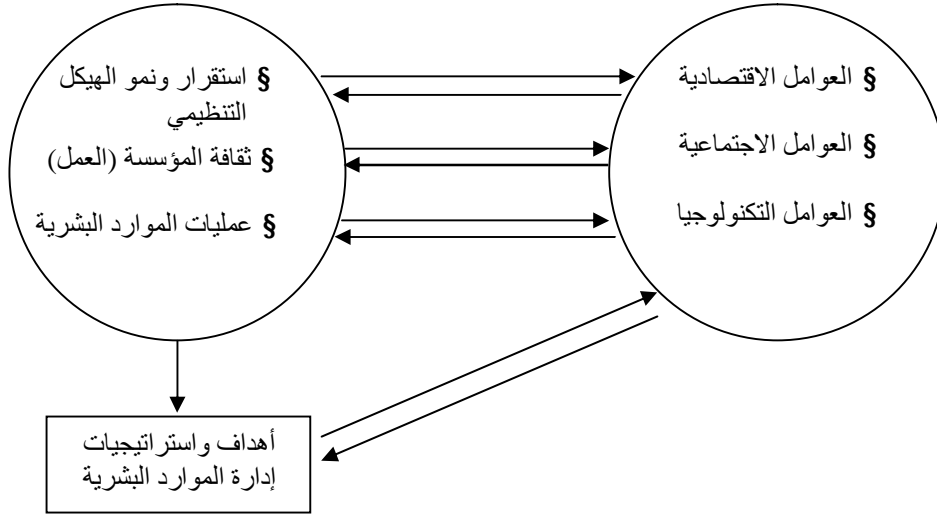 § العوامل الاقتصادية
§ العوامل الاجتماعية
§ العوامل التكنولوجيا
§ استقرار ونمو الهيكل
التنظيمي
§ ثقافة المؤسسة (العمل)
§ عمليات الموارد البشرية
أهداف واستراتيجيات
إدارة الموارد البشرية